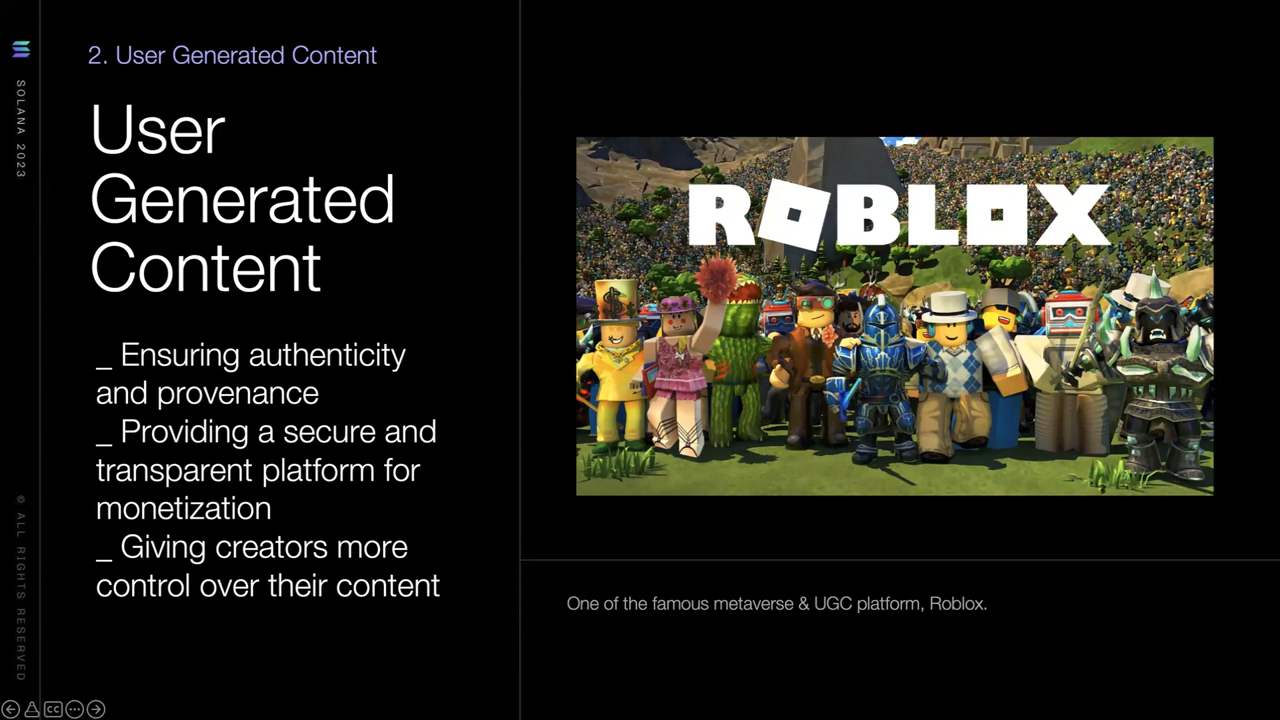 SOLANA 2023
© ALL RIGHTS RESERVED
2. User Generated Content
User
Generated
Content
_ Ensuring authenticity
and provenance
_ Providing a secure and
transparent platform for
monetization
_ Giving creators more
control over their content
ROBLOX
One of the famous metaverse & UGC platform, Roblox.
CC